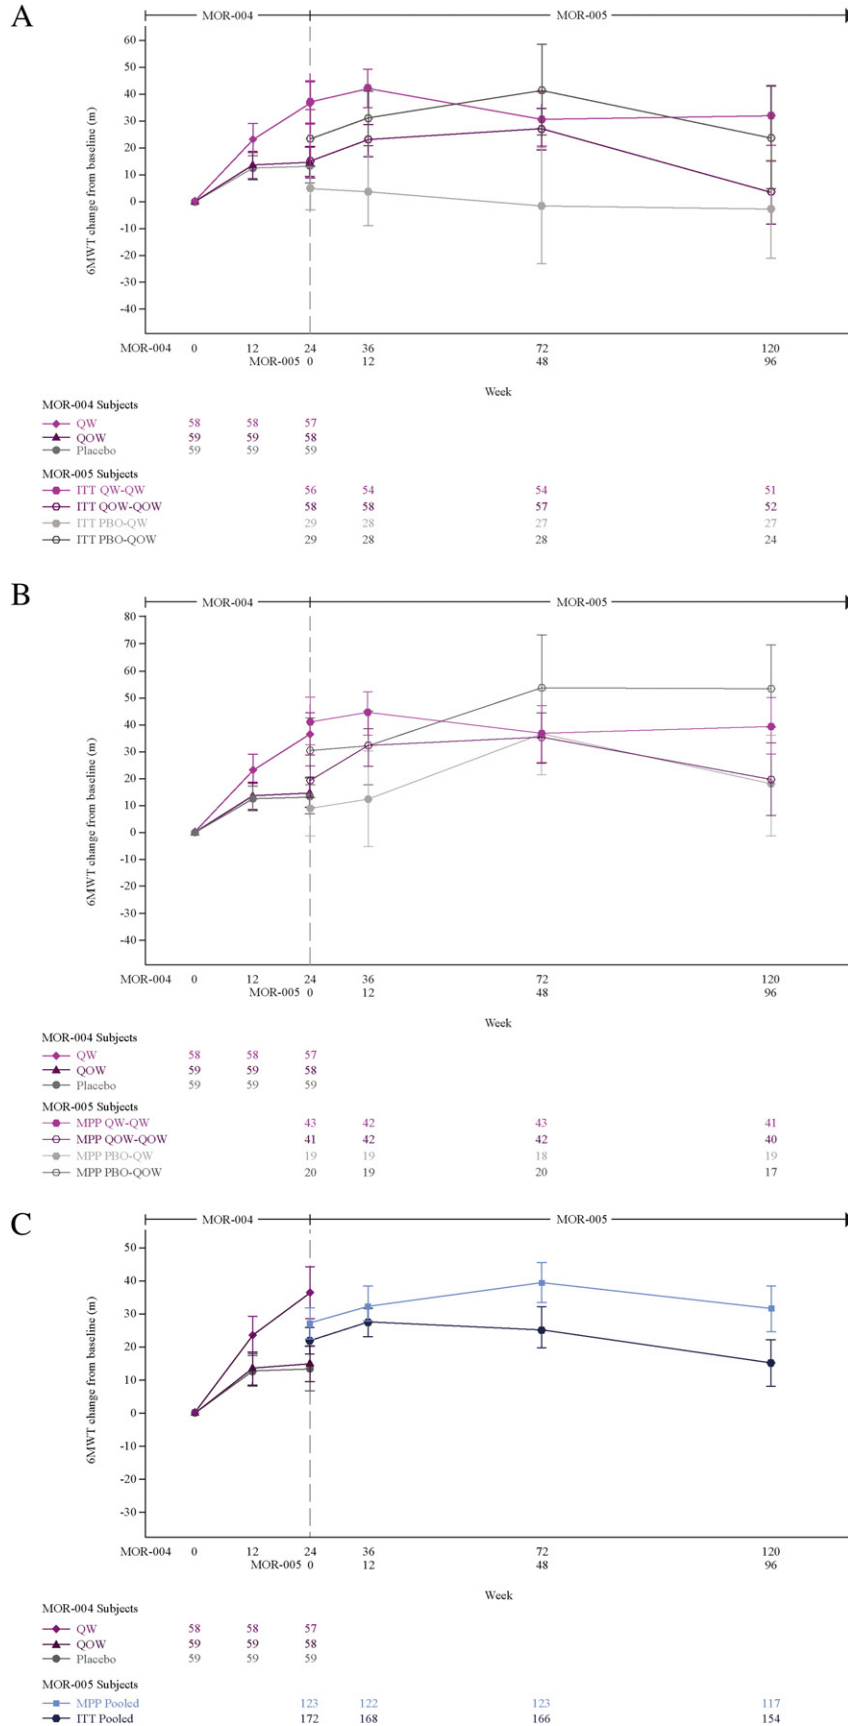 A
MOR-004 MOR-005
60
50
40
30
20
10
0
-10
-20
-30
-40
6MWT change from baseline (m)
MOR-004 0 12 24 36 72 120
MOR-005 0 12 48 96
Week
MOR-004 Subjects
QW 58 58 57
QOW 59 59 58
Placebo 59 59 59
MOR-005 Subjects
ITT QW-QW 56 54 54 51
ITT QOW-QOW 58 58 57 52
ITT PBO-QW 29 28 27 27
ITT PBO-QOW 29 28 28 24
B
MOR-004 MOR-005
80
70
60
50
40
30
20
10
0
-10
-20
-30
-40
6MWT change from baseline (m)
MOR-004 0 12 24 36 72 120
MOR-005 0 12 48 96
Week
MOR-004 Subjects
QW 58 58 57
QOW 59 59 58
Placebo 59 59 59
MOR-005 Subjects
MPP QW-QW 43 42 43 41
MPP QOW-QOW 41 42 42 40
MPP PBO-QW 19 19 18 19
MPP PBO-QOW 20 19 20 17
C
MOR-004 MOR-005
50
40
30
20
10
0
-10
-20
-30
6MWT change from baseline (m)
MOR-004 0 12 24 36 72 120
MOR-005 0 12 48 96
Week
MOR-004 Subjects
QW 58 58 57
QOW 59 59 58
Placebo 59 59 59
MOR-005 Subjects
MPP Pooled 123 122 123 117
ITT Pooled 172 168 166 154